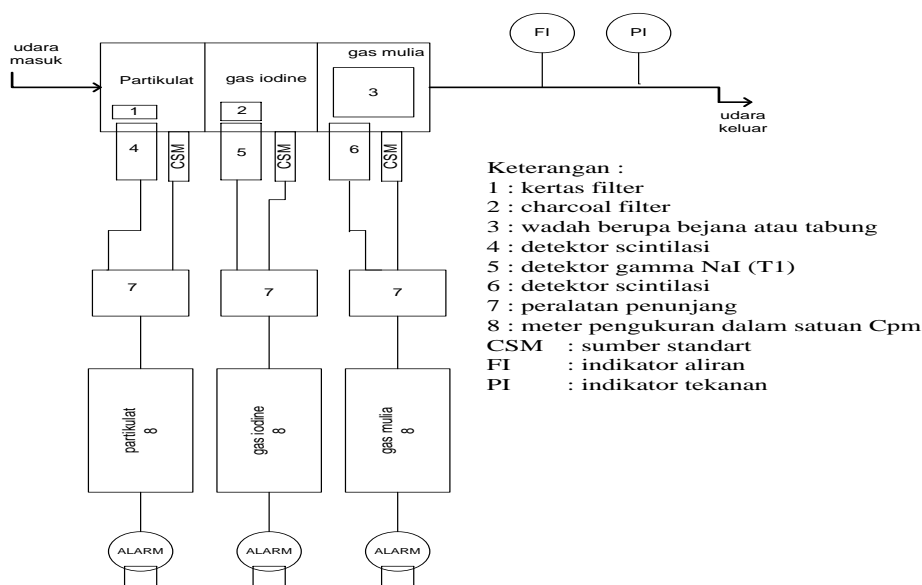 udara
masuk
Partikulat
gas iodine
gas mulia
FI
PI
1
2
3
udara
keluar
4
CSM
5
CSM
6
CSM
7
7
7
partikulat
8
gas iodine
8
gas mulia
8
ALARM
ALARM
ALARM
Keterangan :
1 : kertas filter
2 : charcoal filter
3 : wadah berupa bejana atau tabung
4 : detektor scintilasi
5 : detektor gamma NaI (T1)
6 : detektor scintilasi
7 : peralatan penunjang
8 : meter pengukuran dalam satuan Cpm
CSM : sumber standart
FI : indikator aliran
PI : indikator tekanan